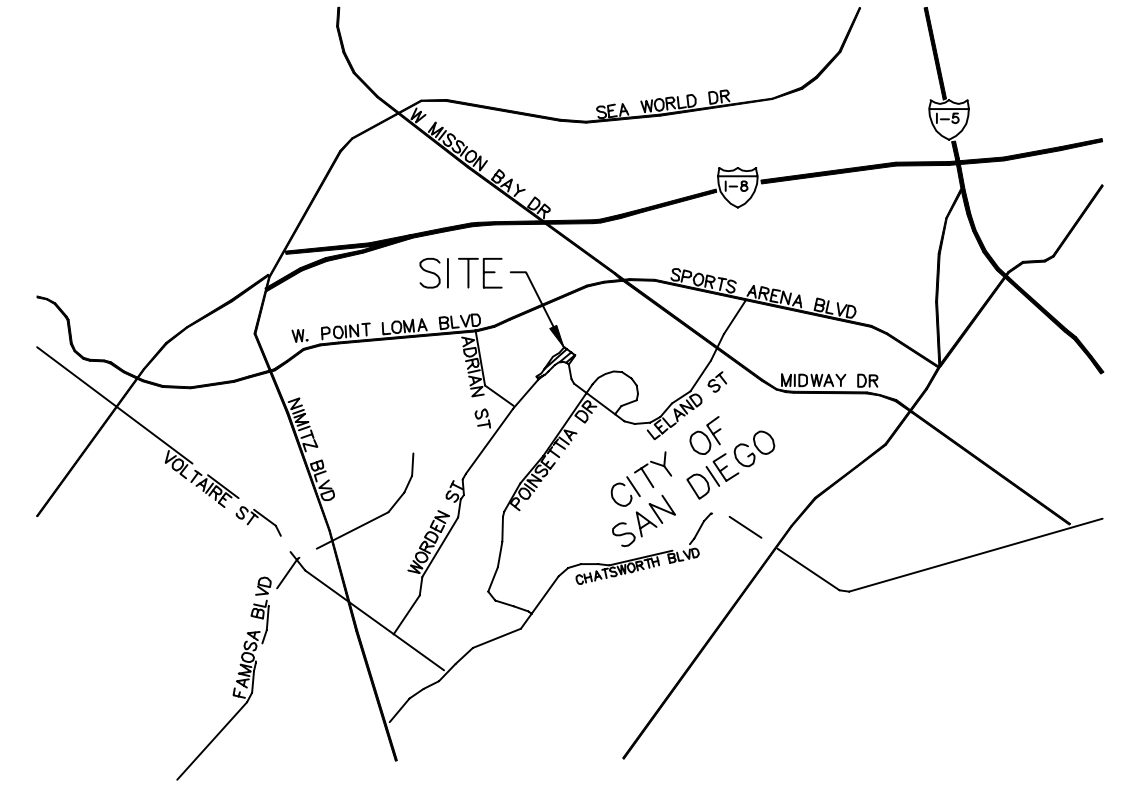 SEA WORLD DR
I-5
W MISSION BAY DR
I-8
SITE
SPORTS ARENA BLVD
W. POINT LOMA BLVD
ADRIAN ST
MIDWAY DR
LELAND ST
NIMITZ BLVD
POINSETTIA DR
CITY OF
SAN DIEGO
VOLTAIRE ST
WORDEN ST
CHATSWORTH BLVD
FAMOSA BLVD